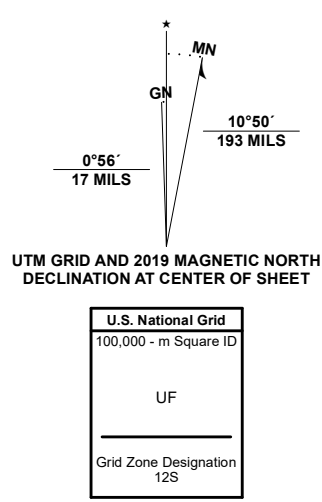 ★
MN
GN
10°50´
193 MILS
0°56´
17 MILS
UTM GRID AND 2019 MAGNETIC NORTH
DECLINATION AT CENTER OF SHEET
U.S. National Grid
100,000 - m Square ID
UF
Grid Zone Designation
12S